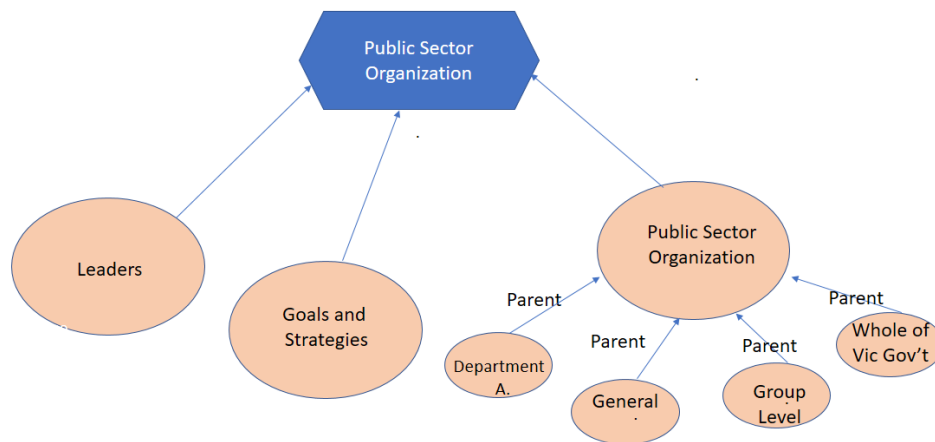 Public Sector
Organization
Leaders
Goals and
Strategies
Public Sector
Organization
Parent
Parent
Parent
Parent
Department
A.
General
Group
Level
Whole of
Vic Gov't